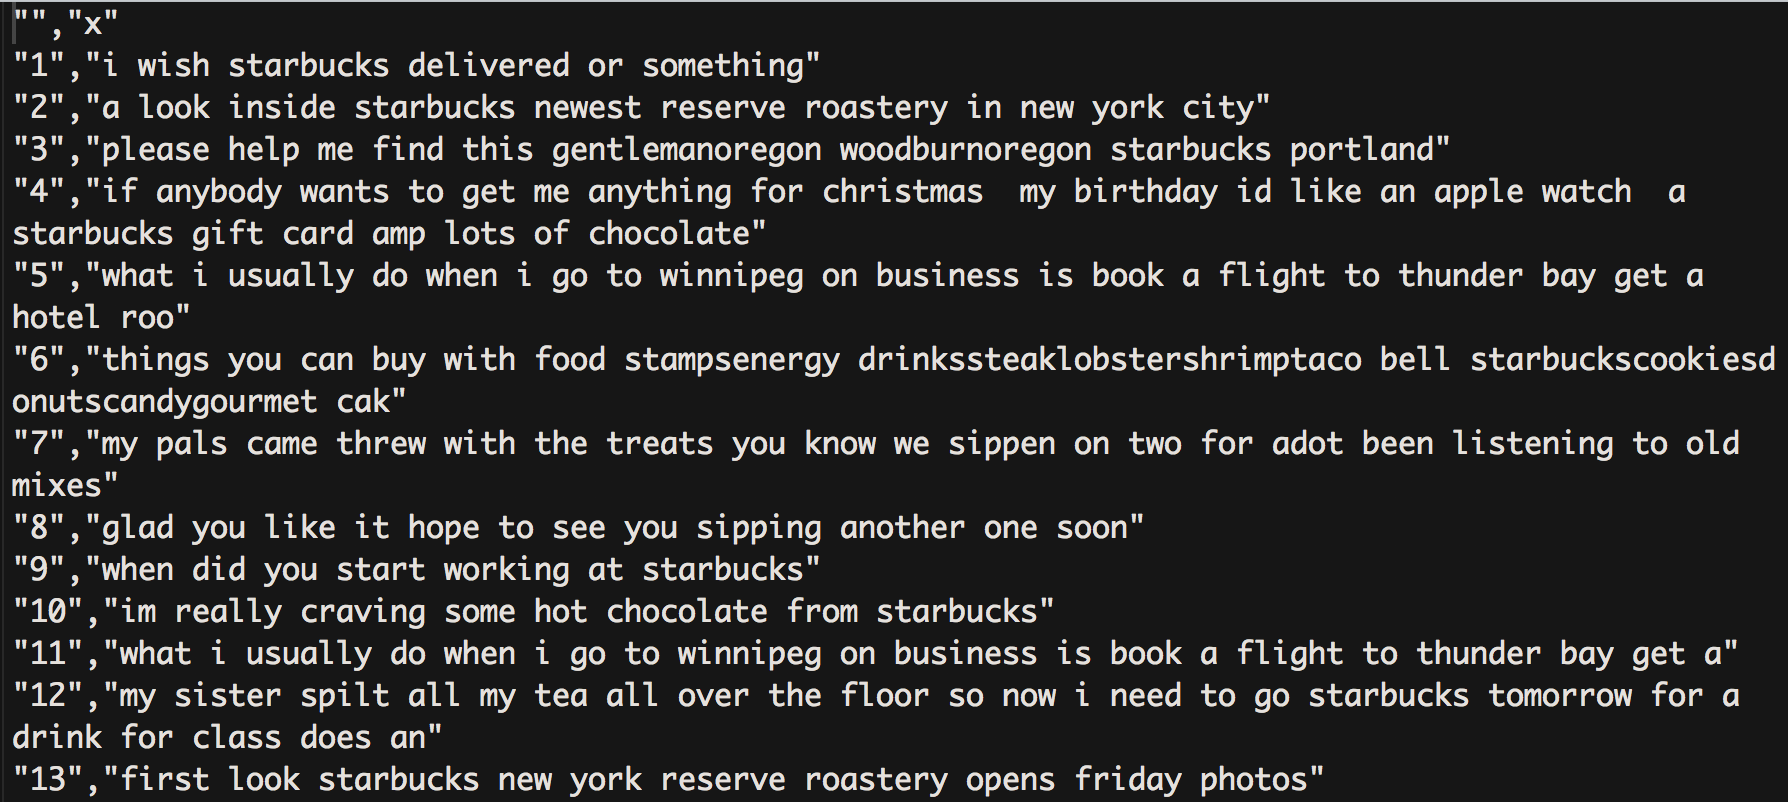 "","x"
"1","i wish starbucks delivered or something"
"2","a look inside starbucks newest reserve roastery in new york city"
"3","please help me find this gentlemanoregon woodburnoregon starbucks portland"
"4","if anybody wants to get me anything for christmas  my birthday id like an apple watch  a
starbucks gift card amp lots of chocolate"
"5","what i usually do when i go to winnipeg on business is book a flight to thunder bay get a
hotel roo"
"6","things you can buy with food stampsenergy drinkssteaklobstershrimptaco bell starbuckscookiesd
onutscandygourmet cak"
"7","my pals came threw with the treats you know we sippen on two for adot been listening to old
mixes"
"8","glad you like it hope to see you sipping another one soon"
"9","when did you start working at starbucks"
"10","im really craving some hot chocolate from starbucks"
"11","what i usually do when i go to winnipeg on business is book a flight to thunder bay get a"
"12","my sister spilt all my tea all over the floor so now i need to go starbucks tomorrow for a
drink for class does an"
"13","first look starbucks new york reserve roastery opens friday photos"